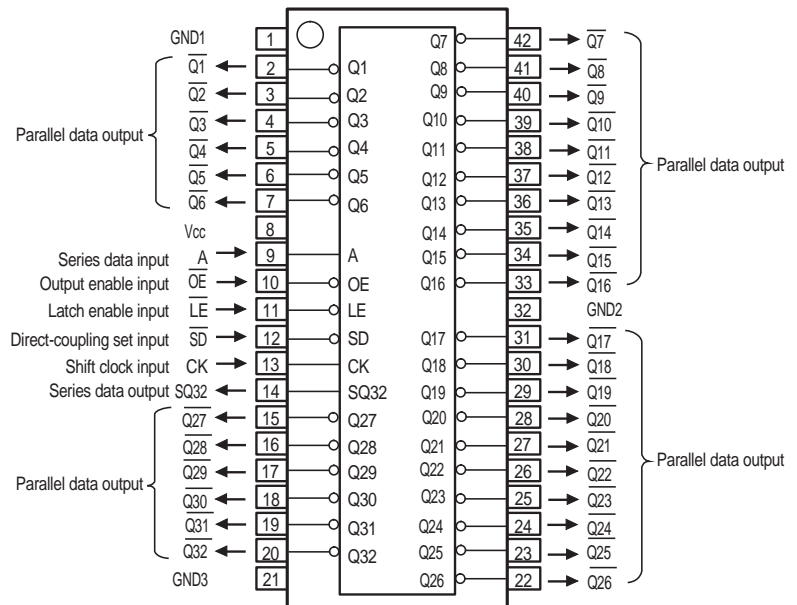 GND1 1 Q7 42 Q7
Q1 2 Q1 Q8 41 Q8
Q2 3 Q2 Q9 40 Q9
Q3 4 Q3 Q10 39 Q10
Parallel data output
Q4 5 Q4 Q11 38 Q11
Q5 6 Q5 Q12 37 Q12
Parallel data output
Q6 7 Q6 Q13 36 Q13
Vcc 8 Q14 35 Q14
Series data input A 9 A Q15 34 Q15
Output enable input OE 10 OE Q16 33 Q16
Latch enable input LE 11 LE 32 GND2
Direct-coupling set input SD 12 SD Q17 31 Q17
Shift clock input CK 13 CK Q18 30 Q18
Series data output SQ32 14 SQ32 Q19 29 Q19
Q27 15 Q27 Q20 28 Q20
Q28 16 Q28 Q21 27 Q21
Q29 17 Q29 Q22 26 Q22
Parallel data output
Parallel data output
Q30 18 Q30 Q23 25 Q23
Q31 19 Q31 Q24 24 Q24
Q32 20 Q32 Q25 23 Q25
GND3 21 Q26 22 Q26